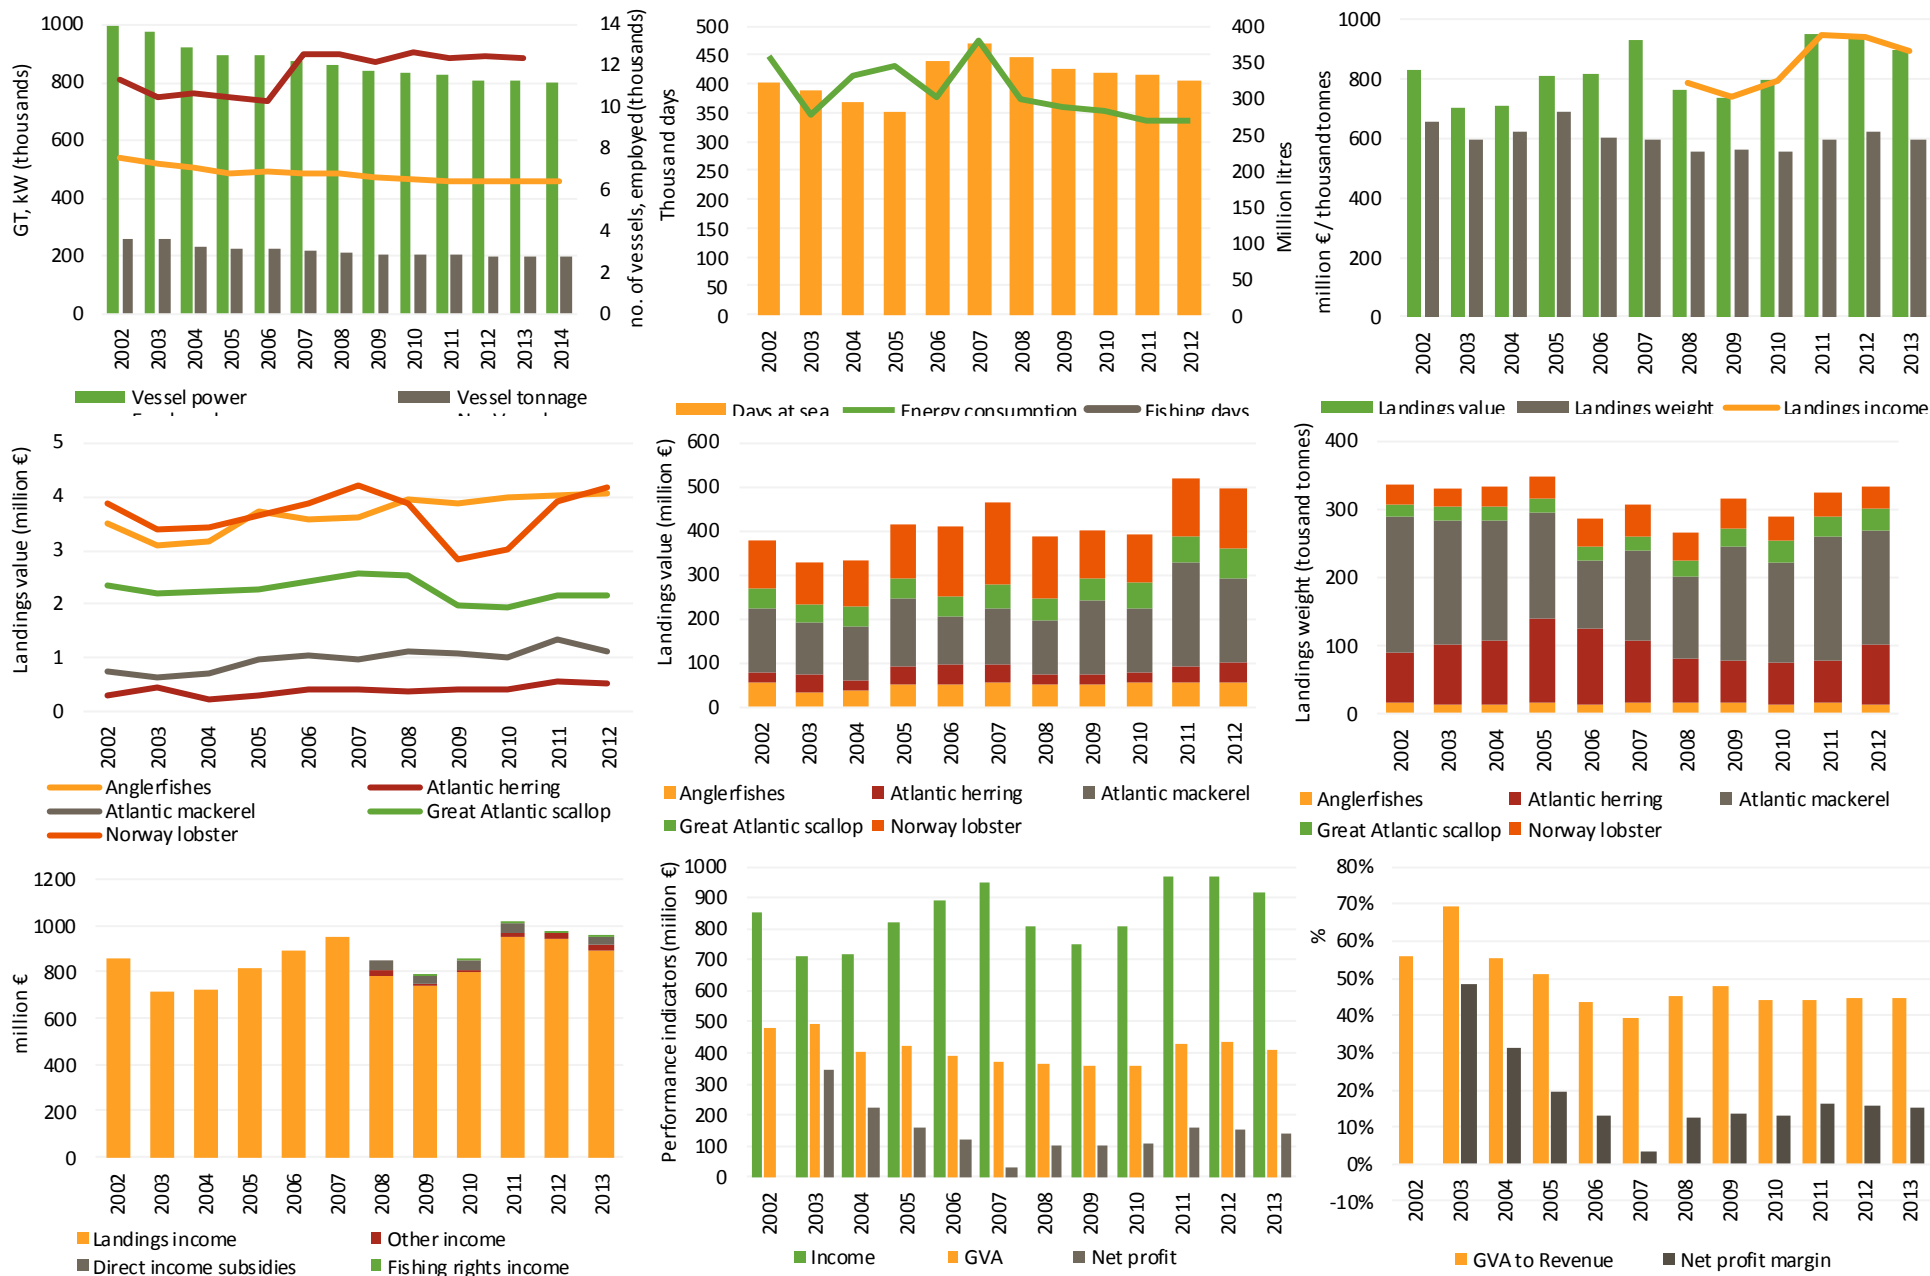 GT, kW (thousands)
1000
800
600
400
200
0
14
12
10
8
6
4
2
0
no. of vessels, employed (thousands)
2002 2003 2004 2005 2006 2007 2008 2009 2010 2011 2012 2013 2014
Vessel power
Vessel tonnage
Thousand days
500
450
400
350
300
250
200
150
100
50
0
400
350
300
250
200
150
100
50
0
Million litres
2002 2003 2004 2005 2006 2007 2008 2009 2010 2011 2012
Days at sea
Energy consumption
Fishing days
million € / thousand tonnes
1000
800
600
400
200
0
2002 2003 2004 2005 2006 2007 2008 2009 2010 2011 2012 2013
Landings value
Landings weight
Landings income
Landings value (million €)
5
4
3
2
1
0
2002 2003 2004 2005 2006 2007 2008 2009 2010 2011 2012
Anglerfishes
Atlantic herring
Atlantic mackerel
Great Atlantic scallop
Norway lobster
Landings value (million €)
600
500
400
300
200
100
0
2002 2003 2004 2005 2006 2007 2008 2009 2010 2011 2012
Anglerfishes
Atlantic herring
Atlantic mackerel
Great Atlantic scallop
Norway lobster
Landings weight (tousand tonnes)
400
300
200
100
0
2002 2003 2004 2005 2006 2007 2008 2009 2010 2011 2012
Anglerfishes
Atlantic herring
Atlantic mackerel
Great Atlantic scallop
Norway lobster
million €
1200
1000
800
600
400
200
0
2002 2003 2004 2005 2006 2007 2008 2009 2010 2011 2012 2013
Landings income
Other income
Direct income subsidies
Fishing rights income
Performance indicators (million €)
1000
900
800
700
600
500
400
300
200
100
0
2002 2003 2004 2005 2006 2007 2008 2009 2010 2011 2012 2013
Income
GVA
Net profit
%
80%
70%
60%
50%
40%
30%
20%
10%
0%
-10%
2002 2003 2004 2005 2006 2007 2008 2009 2010 2011 2012 2013
GVA to Revenue
Net profit margin